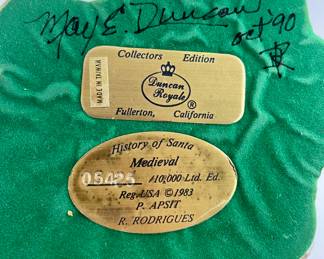 May E. Duncan
Oct '90
Collectors Edition
MADE IN TAIWAN
Duncan
Royale
®
Fullerton, California
History of Santa
Medieval
05425 /10,000 Ltd. Ed.
Reg. USA © 1983
P. APSIT
R. RODRIGUES